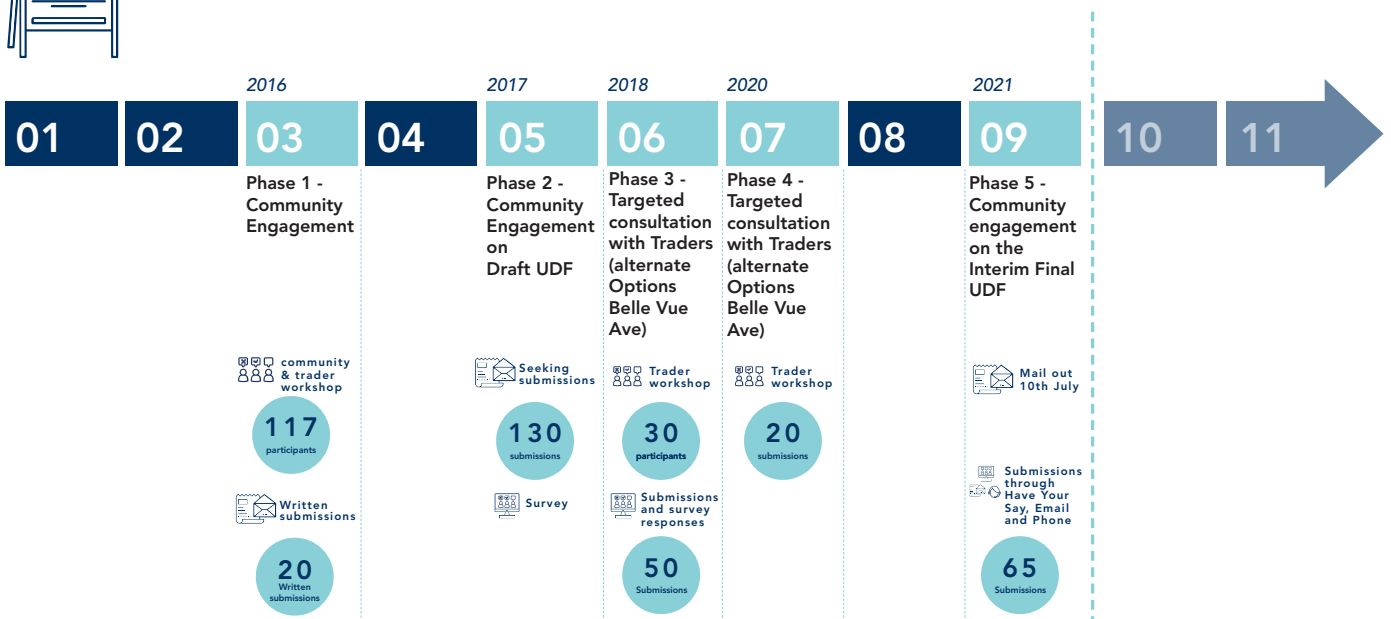 2016
2017
2018
2020
2021
01
02
03
04
05
06
07
08
09
10
11
Phase 1 -
Community
Engagement
Phase 2 -
Community
Engagement
on
Draft UDF
Phase 3 -
Targeted
consultation
with Traders
(alternate
Options
Belle Vue
Ave)
Phase 4 -
Targeted
consultation
with Traders
(alternate
Options
Belle Vue
Ave)
Phase 5 -
Community
engagement
on the
Interim Final
UDF
community
& trader
workshop
117
participants
Written
submissions
20
Written
submissions
Seeking
submissions
130
submissions
Survey
Trader
workshop
30
participants
Submissions
and survey
responses
50
Submissions
Trader
workshop
20
submissions
Mail out
10th July
Submissions
through
Have Your
Say, Email
and Phone
65
Submissions